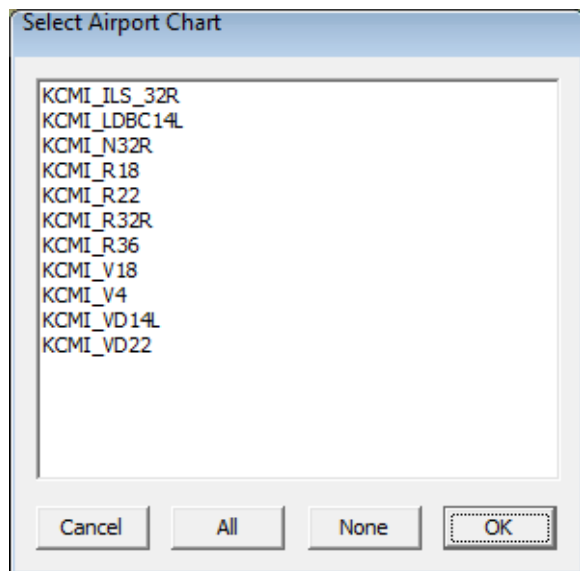 Select Airport Chart
KCMI_ILS_32R
KCMI_LDBC14L
KCMI_N32R
KCMI_R18
KCMI_R22
KCMI_R32R
KCMI_R36
KCMI_V18
KCMI_V4
KCMI_VD14L
KCMI_VD22
Cancel All None OK